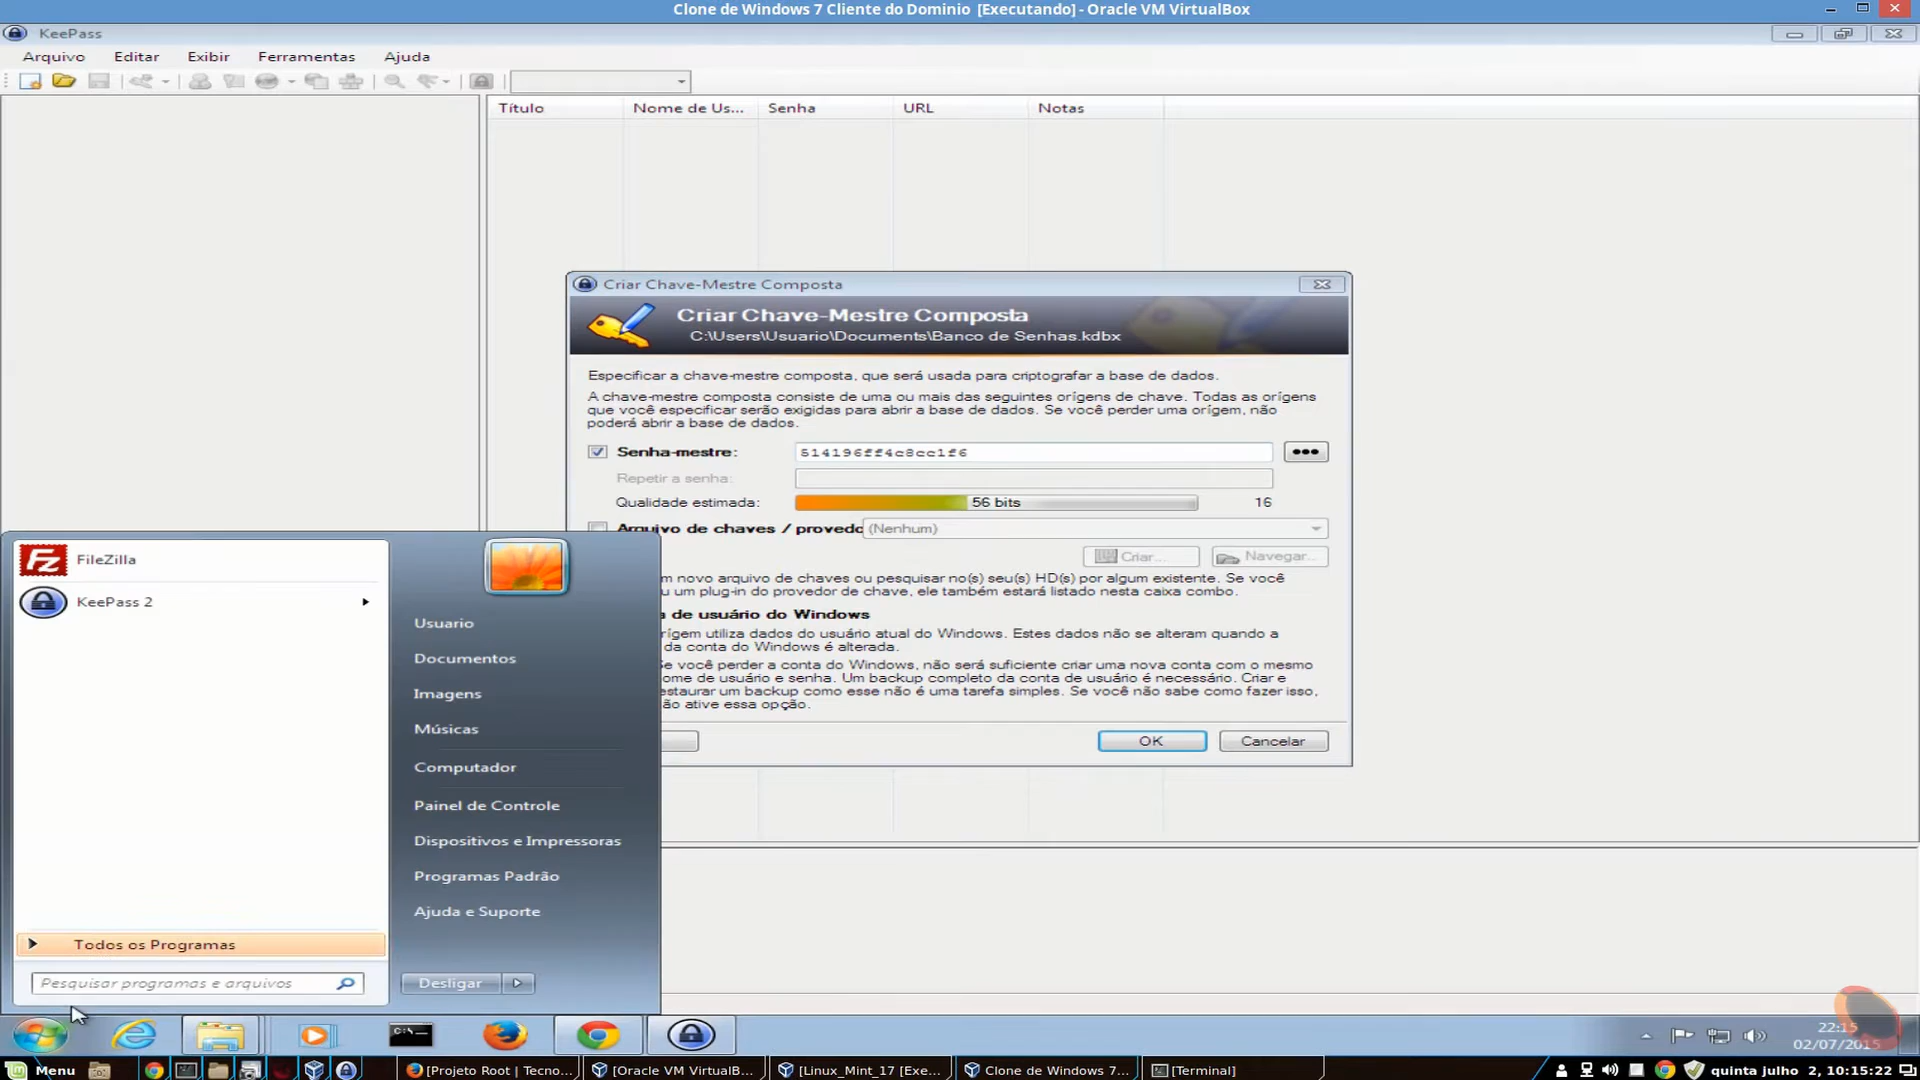 Clone de Windows 7 Cliente do Dominio [Executando] - Oracle VM VirtualBox
KeePass
Arquivo Editar Exibir Ferramentas Ajuda
Título Nome de Us... Senha URL Notas
Criar Chave-Mestre Composta
Criar Chave-Mestre Composta
C:\Users\Usuario\Documents\Banco de Senhas.kdbx
Especificar a chave-mestre composta, que será usada para criptografar a base de dados.
A chave-mestre composta consiste de uma ou mais das seguintes orígens de chave. Todas as orígens
que você especificar serão exigidas para abrir a base de dados. Se você perder uma orígem, não
poderá abrir a base de dados.
Senha-mestre: 514196ff4c8cc1f6
Repetir a senha:
Qualidade estimada: 56 bits 16
Arquivo de chaves / provedo (Nenhum)
Criar... Navegar...
m novo arquivo de chaves ou pesquisar no(s) seu(s) HD(s) por algum existente. Se você
u um plug-in do provedor de chave, ele também estará listado nesta caixa combo.
a de usuário do Windows
rígem utiliza dados do usuário atual do Windows. Estes dados não se alteram quando a
da conta do Windows é alterada.
Se você perder a conta do Windows, não será suficiente criar uma nova conta com o mesmo
ome de usuário e senha. Um backup completo da conta de usuário é necessário. Criar e
estaurar um backup como esse não é uma tarefa simples. Se você não sabe como fazer isso,
ão ative essa opção.
OK Cancelar
FileZilla
KeePass 2
Todos os Programas
Pesquisar programas e arquivos
Usuario
Documentos
Imagens
Músicas
Computador
Painel de Controle
Dispositivos e Impressoras
Programas Padrão
Ajuda e Suporte
Desligar
C:\
22:15
02/07/2015
Menu [Projeto Root | Tecno... [Oracle VM VirtualB... [Linux_Mint_17 [Exe... Clone de Windows 7... [Terminal] quinta julho 2, 10:15:22